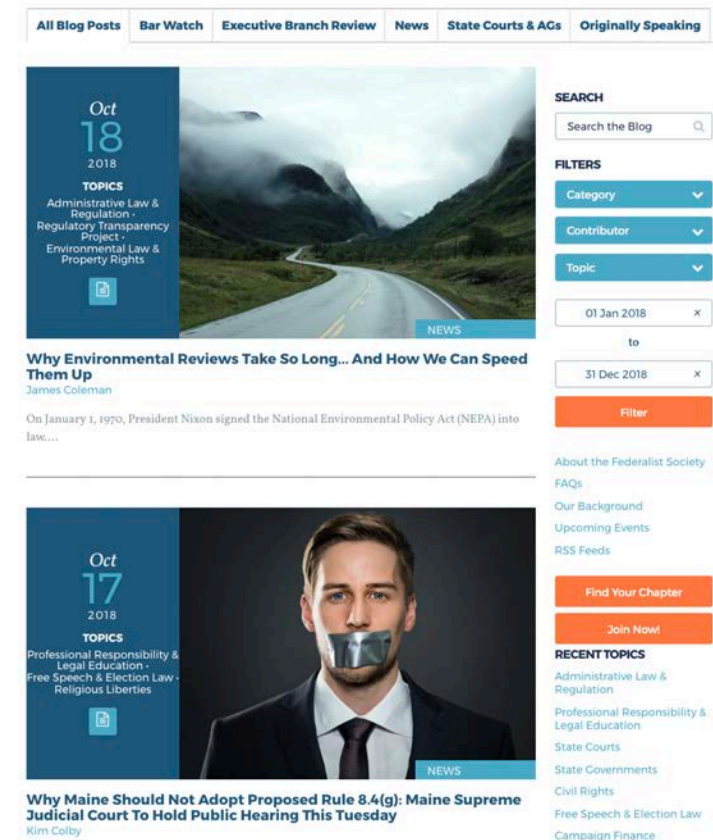 All Blog Posts
Bar Watch
Executive Branch Review
News
State Courts & AGs
Originally Speaking
Oct
18
2018
TOPICS
Administrative Law &
Regulation ·
Regulatory Transparency
Project ·
Environmental Law &
Property Rights
NEWS
Why Environmental Reviews Take So Long... And How We Can Speed
Them Up
James Coleman
On January 1, 1970, President Nixon signed the National Environmental Policy Act (NEPA) into
law....
Oct
17
2018
TOPICS
Professional Responsibility &
Legal Education ·
Free Speech & Election Law ·
Religious Liberties
NEWS
Why Maine Should Not Adopt Proposed Rule 8.4(g): Maine Supreme
Judicial Court To Hold Public Hearing This Tuesday
Kim Colby
SEARCH
Search the Blog
FILTERS
Category
Contributor
Topic
01 Jan 2018 ×
to
31 Dec 2018 ×
Filter
About the Federalist Society
FAQs
Our Background
Upcoming Events
RSS Feeds
Find Your Chapter
Join Now!
RECENT TOPICS
Administrative Law &
Regulation
Professional Responsibility &
Legal Education
State Courts
State Governments
Civil Rights
Free Speech & Election Law
Campaign Finance